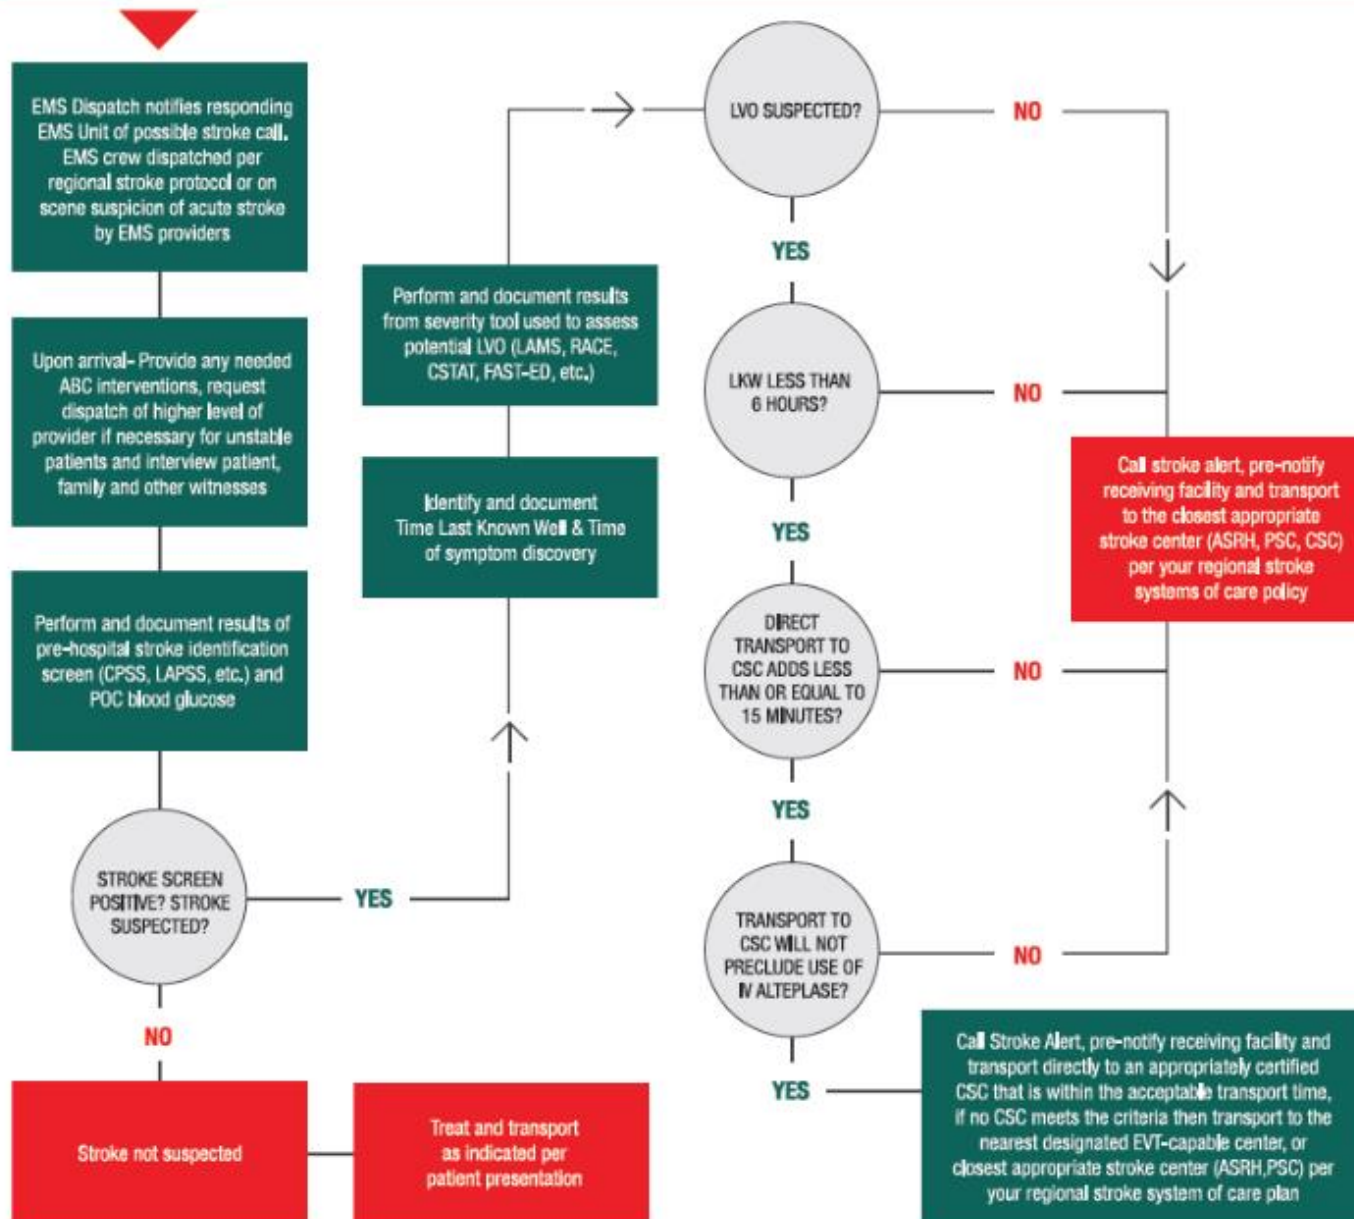 EMS Dispatch notifies responding
EMS Unit of possible stroke call.
EMS crew dispatched per
regional stroke protocol or on
scene suspicion of acute stroke
by EMS providers
Upon arrival- Provide any needed
ABC interventions, request
dispatch of higher level of
provider if necessary for unstable
patients and interview patient,
family and other witnesses
Perform and document results of
pre-hospital stroke identification
screen (CPSS, LAPSS, etc.) and
POC blood glucose
STROKE SCREEN
POSITIVE? STROKE
SUSPECTED?
YES
NO
Stroke not suspected
Treat and transport
as indicated per
patient presentation
Identify and document
Time Last Known Well & Time
of symptom discovery
Perform and document results
from severity tool used to assess
potential LVO (LAMS, RACE,
CSTAT, FAST-ED, etc.)
LVO SUSPECTED?
NO
YES
LKW LESS THAN
6 HOURS?
NO
YES
DIRECT
TRANSPORT TO
CSC ADDS LESS
THAN OR EQUAL TO
15 MINUTES?
NO
YES
TRANSPORT TO
CSC WILL NOT
PRECLUDE USE OF
IV ALTEPLASE?
NO
YES
Call stroke alert, pre-notify
receiving facility and transport
to the closest appropriate
stroke center (ASRH, PSC, CSC)
per your regional stroke
systems of care policy
Call Stroke Alert, pre-notify receiving facility and
transport directly to an appropriately certified
CSC that is within the acceptable transport time,
if no CSC meets the criteria then transport to the
nearest designated EVT-capable center, or
closest appropriate stroke center (ASRH,PSC) per
your regional stroke system of care plan